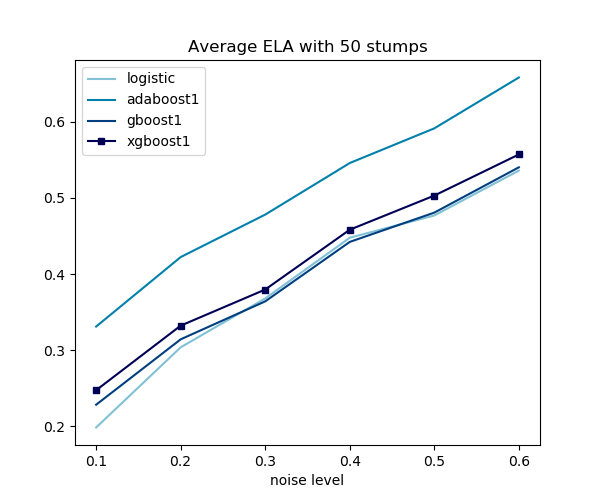 Average ELA with 50 stumps
logistic
adaboost1
gboost1
xgboost1
0.6
0.5
0.4
0.3
0.2
0.1 0.2 0.3 0.4 0.5 0.6
noise level